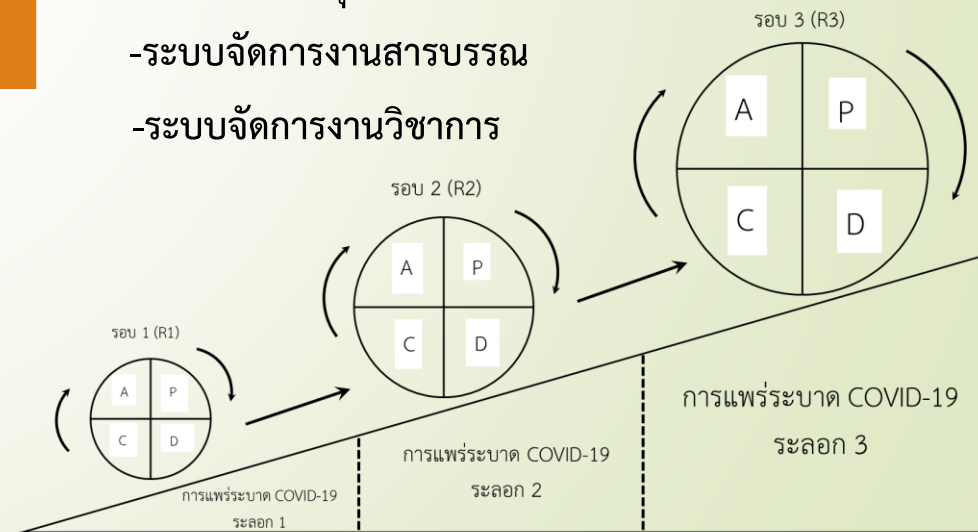 -ระบบจัดการงานสารบรรณ
-ระบบจัดการงานวิชาการ
รอบ 1 (R1)
A P
C D
การแพร่ระบาด COVID-19
ระลอก 1
รอบ 2 (R2)
A P
C D
การแพร่ระบาด COVID-19
ระลอก 2
รอบ 3 (R3)
A P
C D
การแพร่ระบาด COVID-19
ระลอก 3